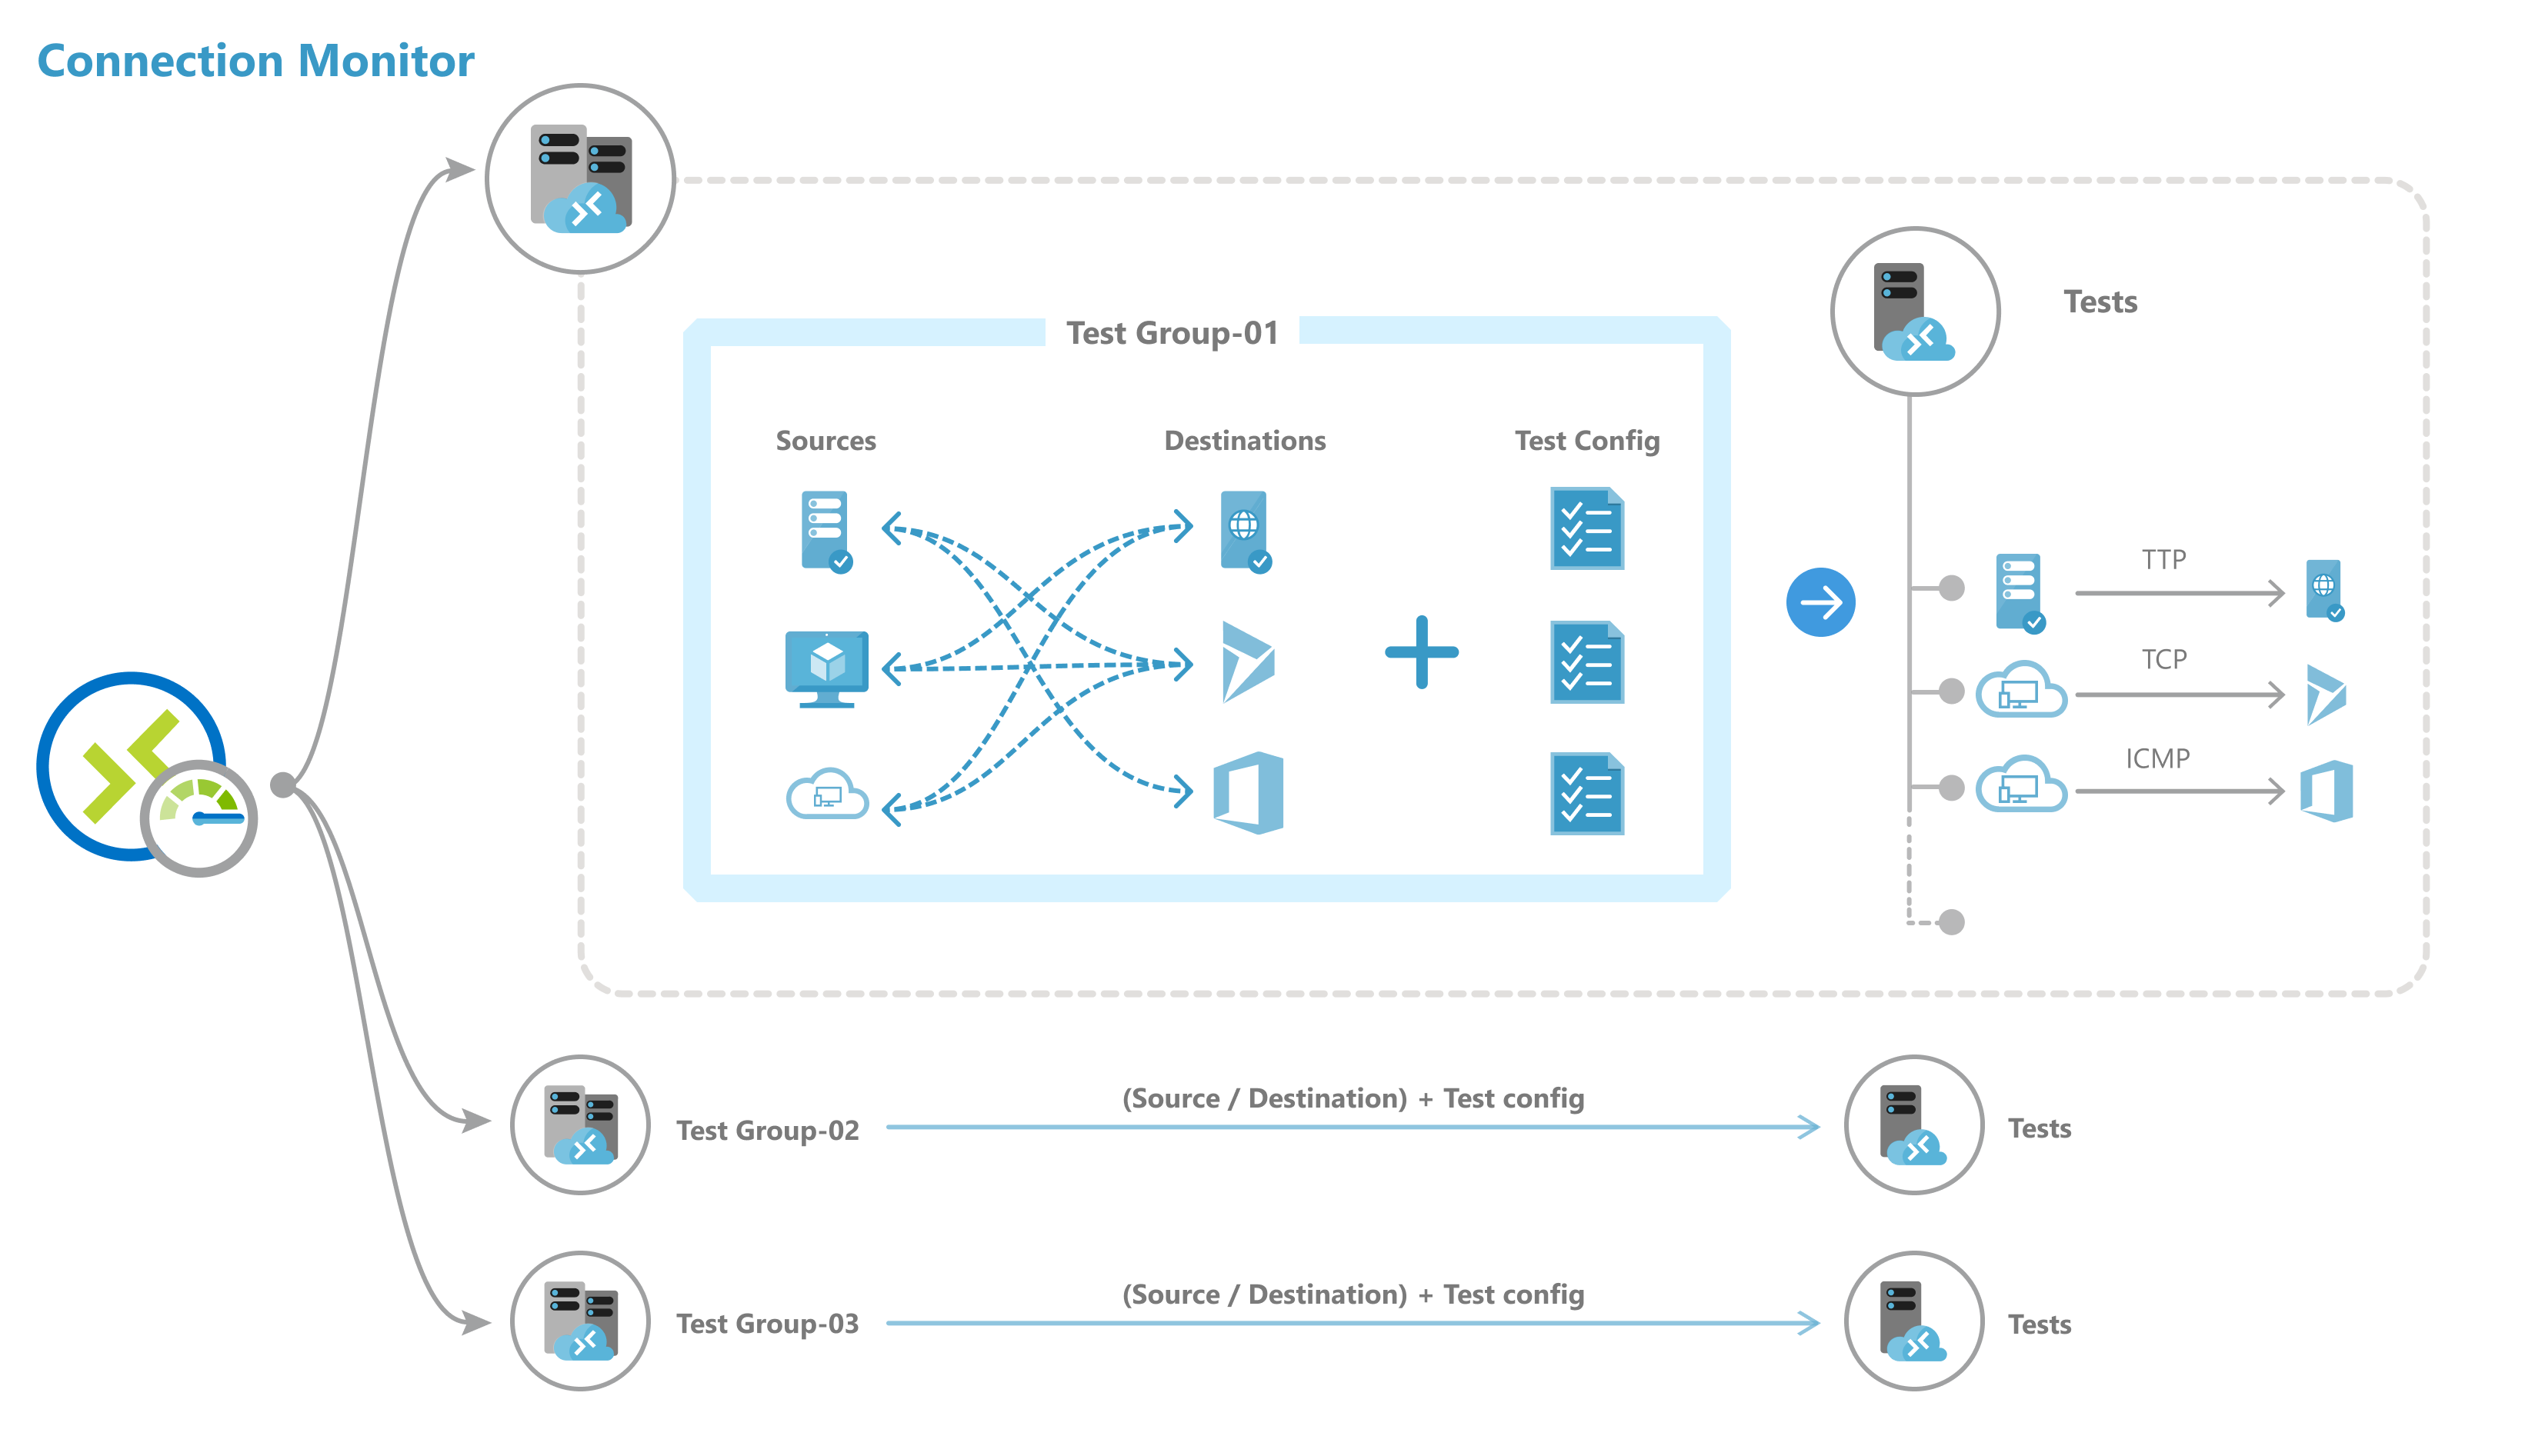 Connection Monitor
Test Group-01
Tests
Sources
Destinations
Test Config
TTP
TCP
ICMP
Test Group-02
(Source / Destination) + Test config
Tests
Test Group-03
(Source / Destination) + Test config
Tests